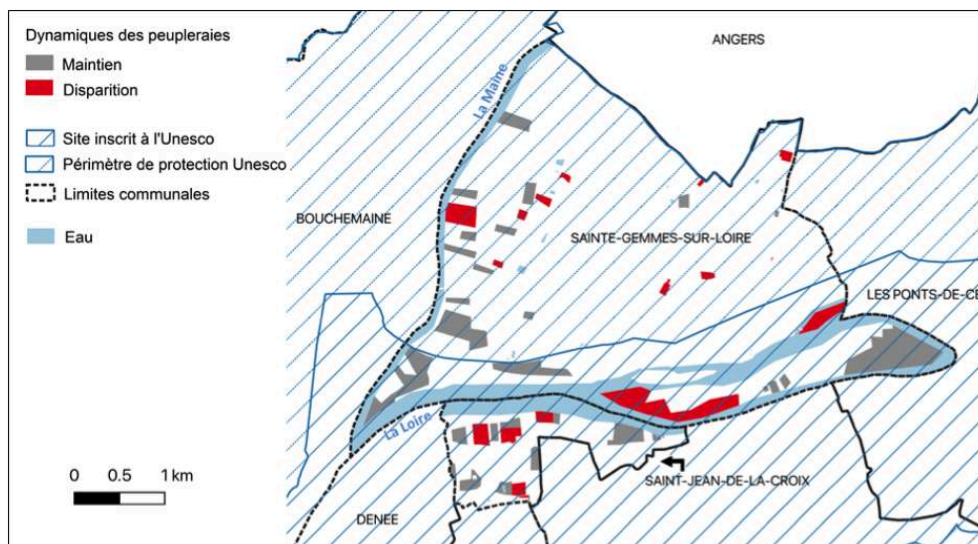 Dynamiques des peupleraies
Maintien
Disparition
Site inscrit à l'Unesco
Périmètre de protection Unesco
Limites communales
Eau
0 0.5 1 km
ANGERS
La Maine
BOUCHEMAINE
SAINTE-GEMMES-SUR-LOIRE
LES PONTS-DE-CÉ
La Loire
SAINT-JEAN-DE-LA-CROIX
DENEE